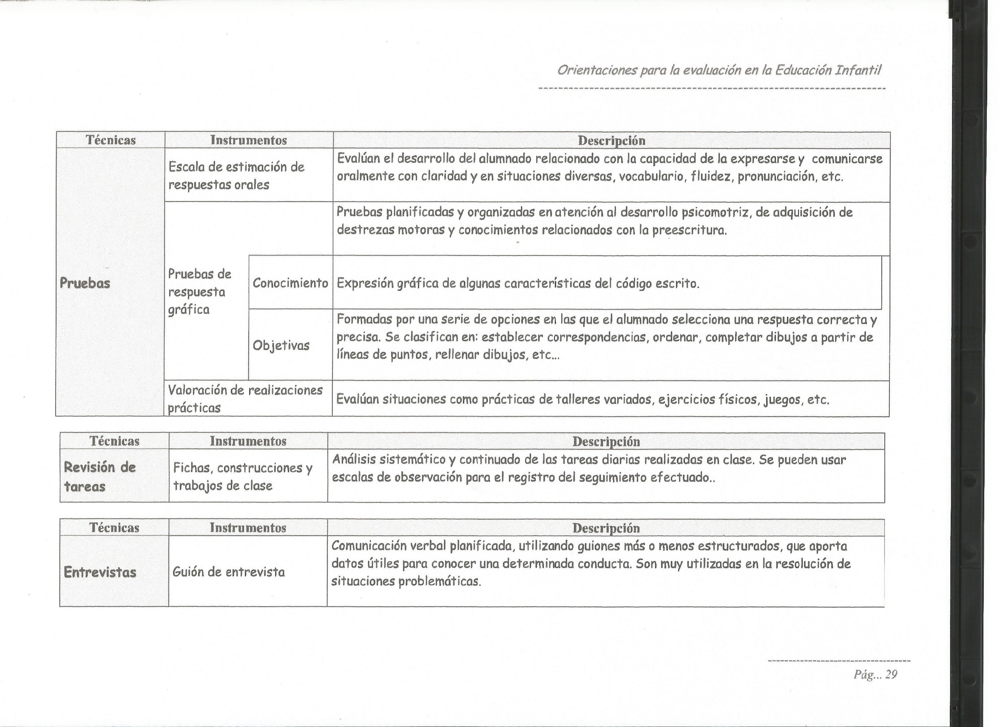 Orientaciones para la evaluación en la Educación Infantil
Técnicas
Instrumentos
Descripción
Pruebas
Escala de estimación de
respuestas orales
Evalúan el desarrollo del alumnado relacionado con la capacidad de la expresarse y comunicarse
oralmente con claridad y en situaciones diversas, vocabulario, fluidez, pronunciación, etc.
Pruebas de
respuesta
gráfica
Pruebas planificadas y organizadas en atención al desarrollo psicomotriz, de adquisición de
destrezas motoras y conocimientos relacionados con la preescritura.
Conocimiento
Expresión gráfica de algunas características del código escrito.
Objetivas
Formadas por una serie de opciones en las que el alumnado selecciona una respuesta correcta y
precisa. Se clasifican en: establecer correspondencias, ordenar, completar dibujos a partir de
líneas de puntos, rellenar dibujos, etc...
Valoración de realizaciones
prácticas
Evalúan situaciones como prácticas de talleres variados, ejercicios físicos, juegos, etc.
Técnicas
Instrumentos
Descripción
Revisión de
tareas
Fichas, construcciones y
trabajos de clase
Análisis sistemático y continuado de las tareas diarias realizadas en clase. Se pueden usar
escalas de observación para el registro del seguimiento efectuado..
Técnicas
Instrumentos
Descripción
Entrevistas
Guión de entrevista
Comunicación verbal planificada, utilizando guiones más o menos estructurados, que aporta
datos útiles para conocer una determinada conducta. Son muy utilizadas en la resolución de
situaciones problemáticas.
Pág... 29